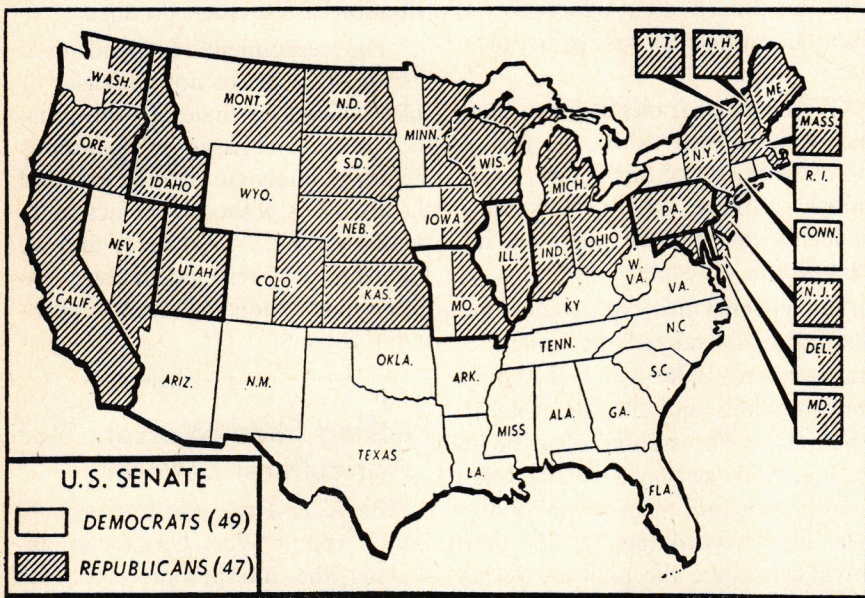 V.T.
N.H.
ME.
WASH.
MONT.
N.D.
MINN.
MASS.
ORE.
IDAHO
S.D.
WIS.
MICH.
N.Y.
R.I.
WYO.
IOWA
NEB.
PA.
CONN.
NEV.
UTAH
COLO.
ILL.
IND.
OHIO
CALIF.
KAS.
MO.
W.
VA.
VA.
N.J.
KY
ARIZ.
N.M.
OKLA.
ARK.
TENN.
N.C
S.C.
DEL.
TEXAS
LA.
MISS
ALA.
GA.
MD.
FLA.
U.S. SENATE
DEMOCRATS (49)
REPUBLICANS (47)